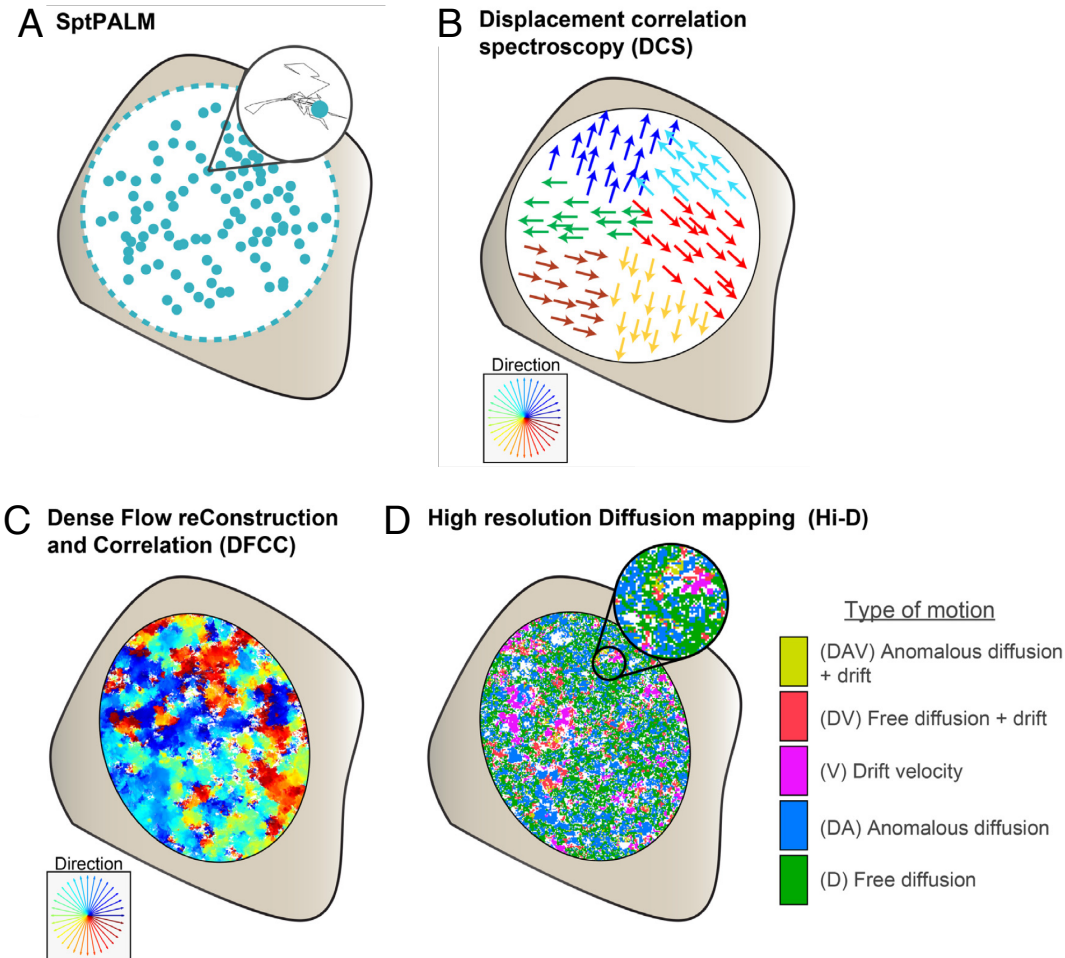 A SptPALM
B Displacement correlation
spectroscopy (DCS)
Direction
C Dense Flow reConstruction
and Correlation (DFCC)
Direction
D High resolution Diffusion mapping (Hi-D)
Type of motion
(DAV) Anomalous diffusion
+ drift
(DV) Free diffusion + drift
(V) Drift velocity
(DA) Anomalous diffusion
(D) Free diffusion